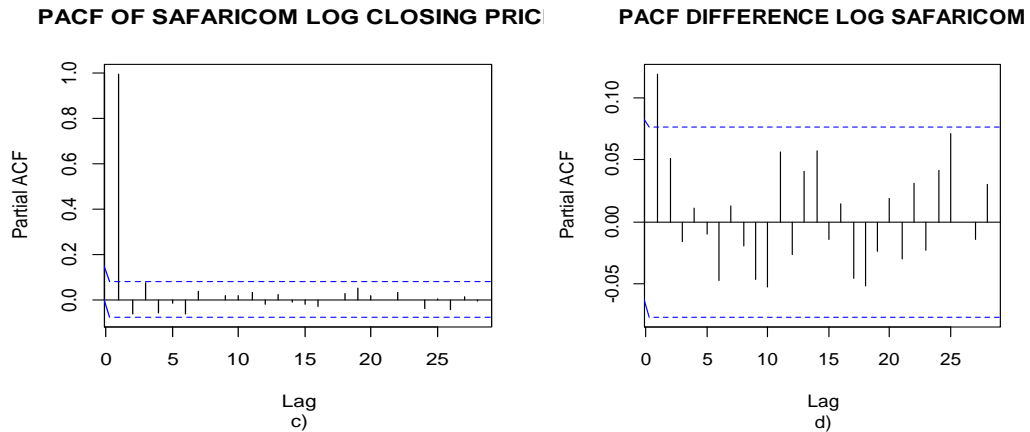 PACF OF SAFARICOM LOG CLOSING PRIC
Partial ACF
1.0
0.8
0.6
0.4
0.2
0.0
0 5 10 15 20 25
Lag
c)
PACF DIFFERENCE LOG SAFARICOM
Partial ACF
0.10
0.05
0.00
-0.05
0 5 10 15 20 25
Lag
d)